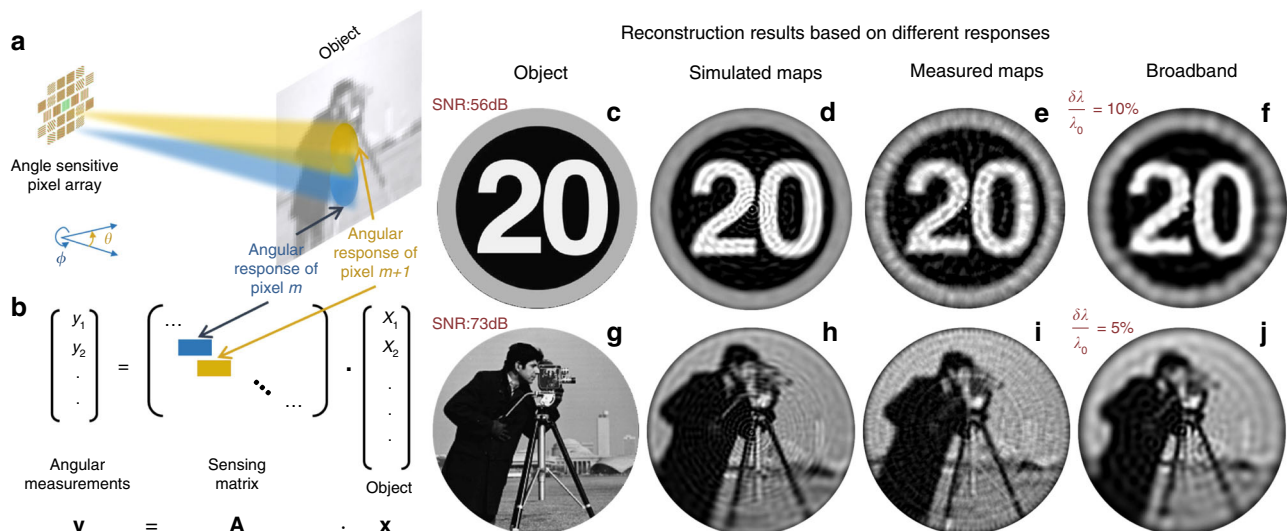 a
Object
Angle sensitive
pixel array
θ
ϕ
Angular
response of
pixel m
Angular
response of
pixel m+1
b
y1
y2
.
.
=
...
...
.
X1
X2
.
.
.
Angular
measurements
Sensing
matrix
Object
y = A . x
Reconstruction results based on different responses
Object
Simulated maps
Measured maps
Broadband
SNR:56dB
c
20
d
20
e
20
δλ
λ0
= 10%
f
20
SNR:73dB
g
h
i
δλ
λ0
= 5%
j